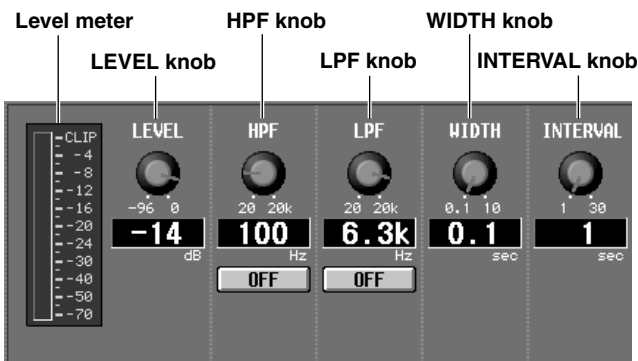 Level meter HPF knob WIDTH knob
LEVEL knob LPF knob INTERVAL knob
LEVEL HPF LPF WIDTH INTERVAL
CLIP
-4
-8
-12
-16
-20
-24
-30
-40
-50
-70
-96 0 20 20k 20 20k 0.1 10 1 30
-14 100 6.3k 0.1 1
dB Hz Hz sec sec
OFF OFF